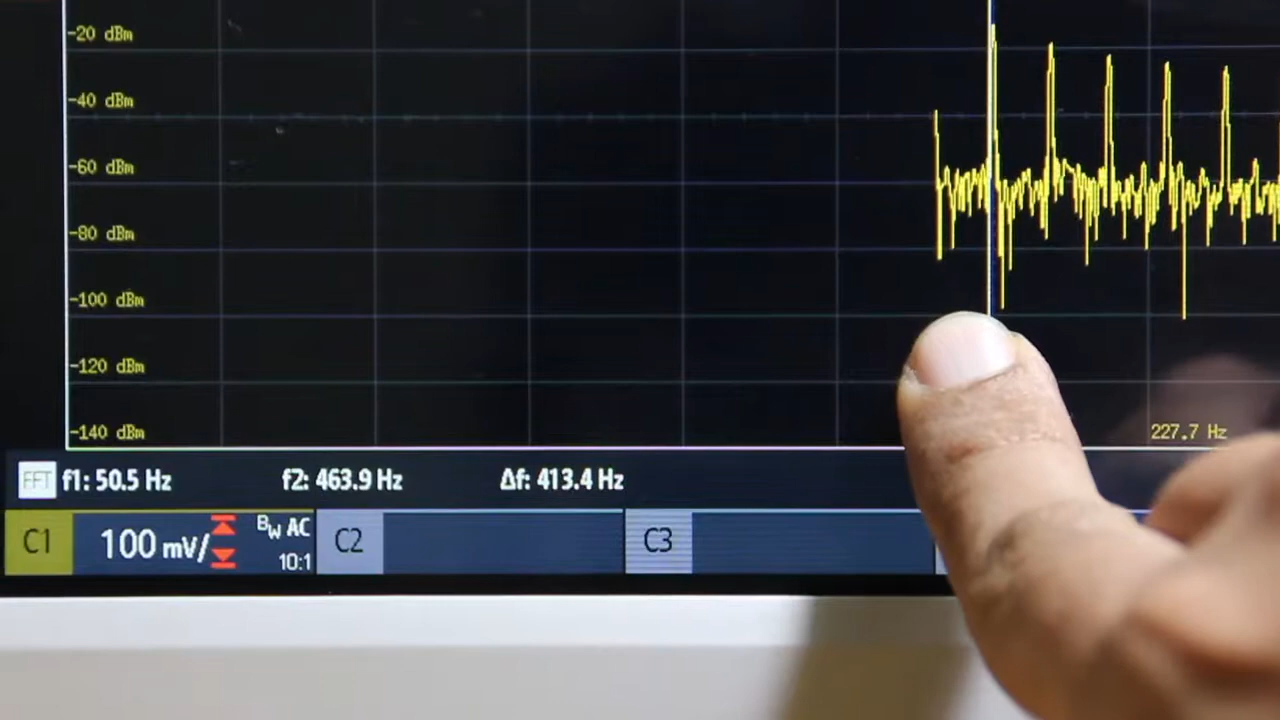 -20 dBm
-40 dBm
-60 dBm
-80 dBm
-100 dBm
-120 dBm
-140 dBm
227.7 Hz
FFT f1: 50.5 Hz f2: 463.9 Hz Δf: 413.4 Hz
C1 100 mV/ BW AC C2 C3
10:1